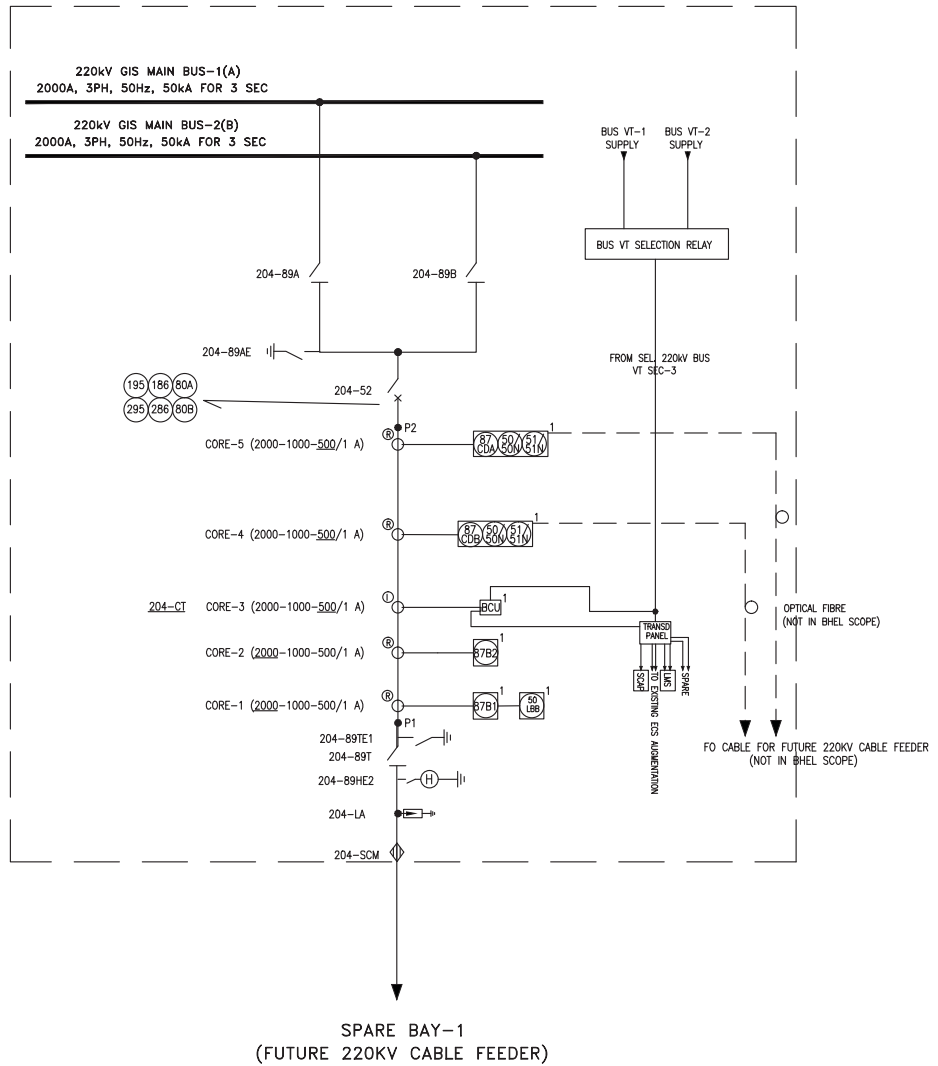 220kV GIS MAIN BUS-1(A)
2000A, 3PH, 50Hz, 50kA FOR 3 SEC
220kV GIS MAIN BUS-2(B)
2000A, 3PH, 50Hz, 50kA FOR 3 SEC
BUS VT-1
SUPPLY
BUS VT-2
SUPPLY
BUS VT SELECTION RELAY
204-89A
204-89B
204-89AE
FROM SEL. 220kV BUS
VT SEC-3
195 186 80A
295 286 80B
204-52
P2
R
CORE-5 (2000-1000-500/1 A)
87 CDA
50/ 50N
51/ 51N
1
R
CORE-4 (2000-1000-500/1 A)
87 CDB
50/ 50N
51/ 51N
1
204-CT
I
CORE-3 (2000-1000-500/1 A)
BCU
1
OPTICAL FIBRE
(NOT IN BHEL SCOPE)
TRANSD
PANEL
R
CORE-2 (2000-1000-500/1 A)
87B2
1
SCAP
TO EXISTING ECS AUGMENTATION
LMS
SPARE
R
CORE-1 (2000-1000-500/1 A)
87B1
1
50
LBB
1
P1
204-89TE1
204-89T
FO CABLE FOR FUTURE 220KV CABLE FEEDER
(NOT IN BHEL SCOPE)
204-89HE2
H
204-LA
204-SCM
SPARE BAY-1
(FUTURE 220KV CABLE FEEDER)